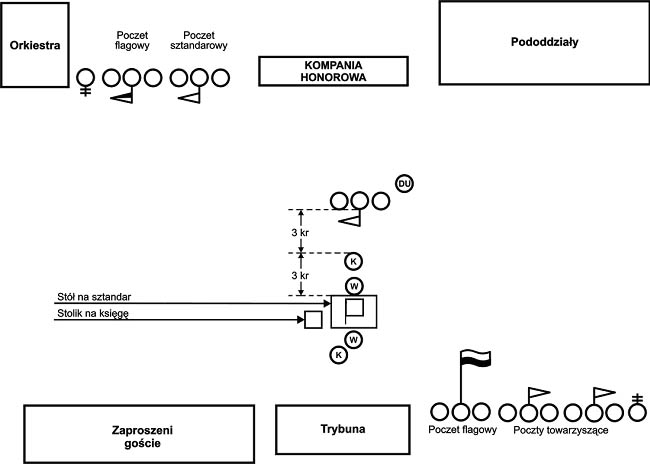 Orkiestra
Poczet
flagowy
Poczet
sztandarowy
KOMPANIA
HONOROWA
Pododdziały
DU
3 kr
K
3 kr
W
Stół na sztandar
Stolik na księgę
W
K
Zaproszeni
goście
Trybuna
Poczet flagowy
Poczty towarzyszące